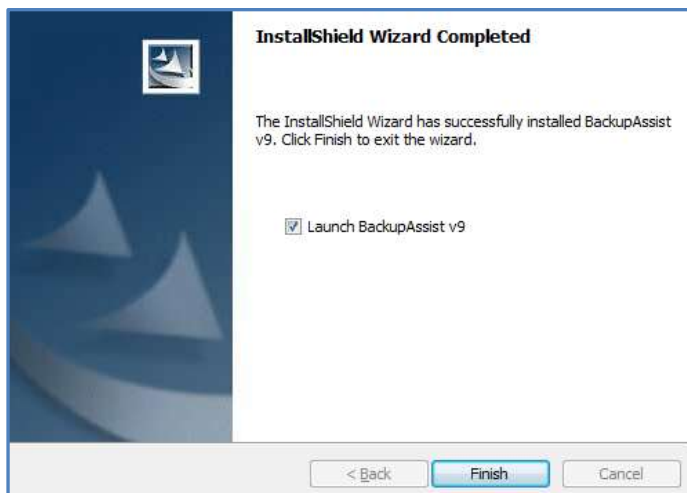 InstallShield Wizard Completed
The InstallShield Wizard has successfully installed BackupAssist
v9. Click Finish to exit the wizard.
Launch BackupAssist v9
< Back
Finish
Cancel